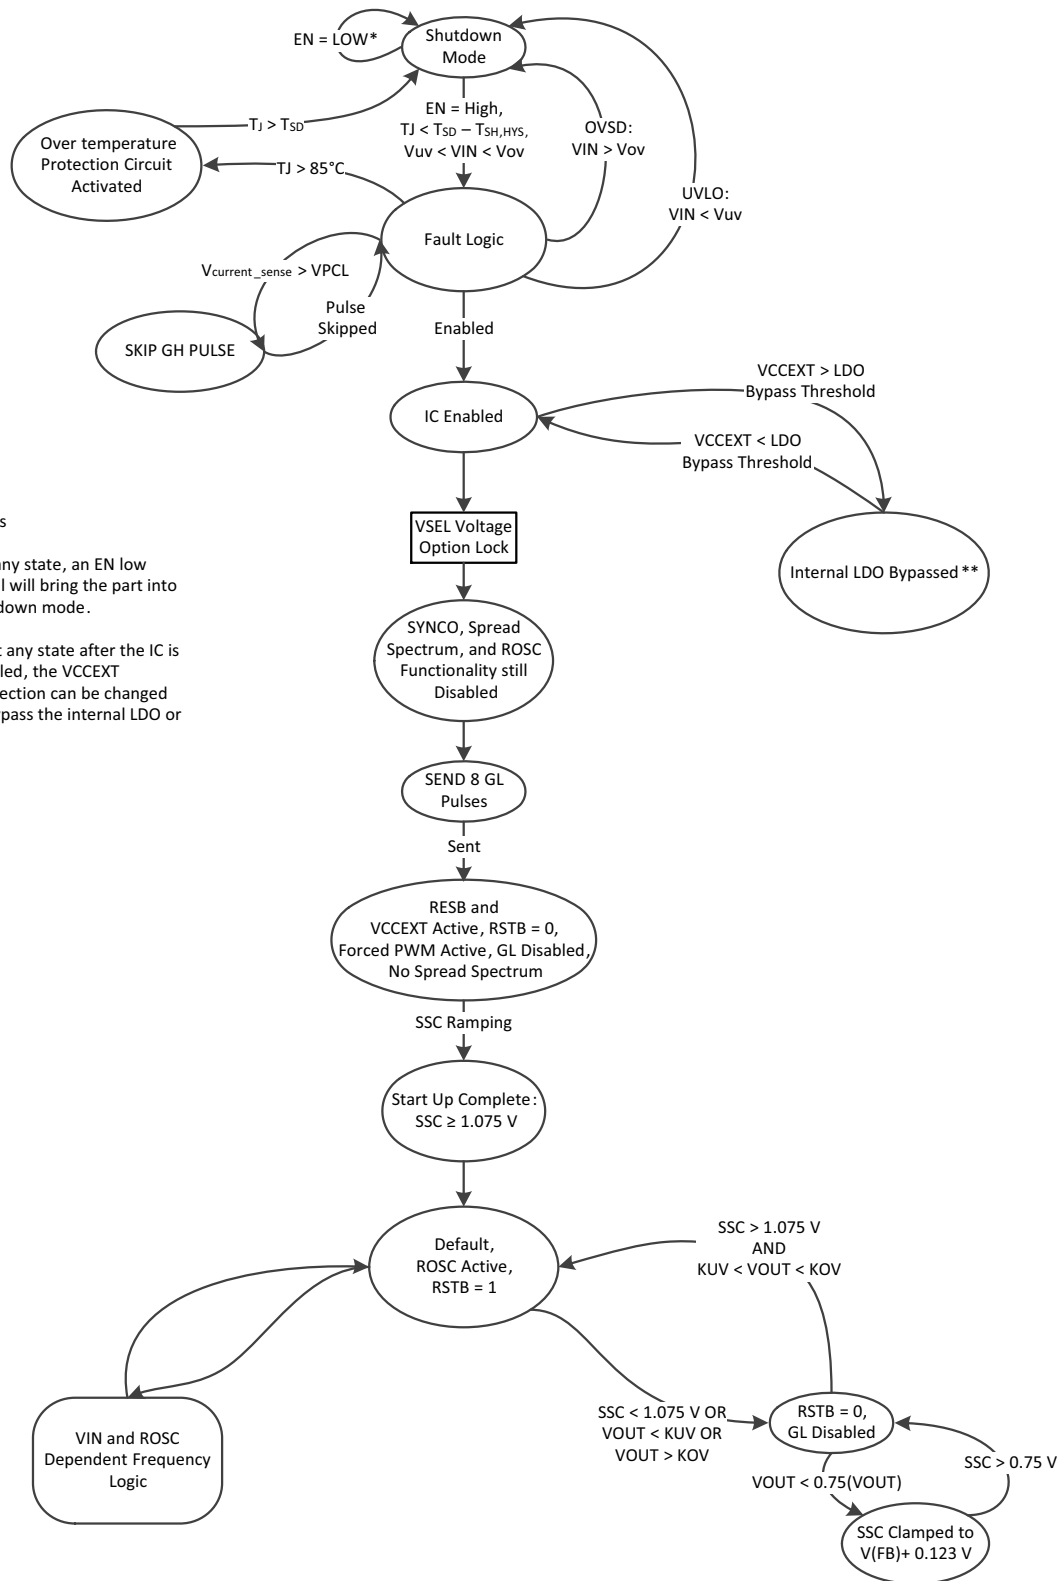 EN = LOW*
Shutdown
Mode
EN = High,
TJ < TSD – TSH,HYS,
Vuv < VIN < Vov
OVSD:
VIN > Vov
UVLO:
VIN < Vuv
TJ > TSD
Over temperature
Protection Circuit
Activated
TJ > 85°C
Fault Logic
Vcurrent_sense > VPCL
Pulse
Skipped
SKIP GH PULSE
Enabled
IC Enabled
VCCEXT > LDO
Bypass Threshold
VCCEXT < LDO
Bypass Threshold
Internal LDO Bypassed**
VSEL Voltage
Option Lock
any state, an EN low
will bring the part into
mode.
any state after the IC is
the VCCEXT
can be changed
the internal LDO or
SYNCO, Spread
Spectrum, and ROSC
Functionality still
Disabled
SEND 8 GL
Pulses
Sent
RESB and
VCCEXT Active, RSTB = 0,
Forced PWM Active, GL Disabled,
No Spread Spectrum
SSC Ramping
Start Up Complete:
SSC ≥ 1.075 V
Default,
ROSC Active,
RSTB = 1
SSC > 1.075 V
AND
KUV < VOUT < KOV
VIN and ROSC
Dependent Frequency
Logic
SSC < 1.075 V OR
VOUT < KUV OR
VOUT > KOV
RSTB = 0,
GL Disabled
VOUT < 0.75(VOUT)
SSC > 0.75 V
SSC Clamped to
V(FB)+ 0.123 V